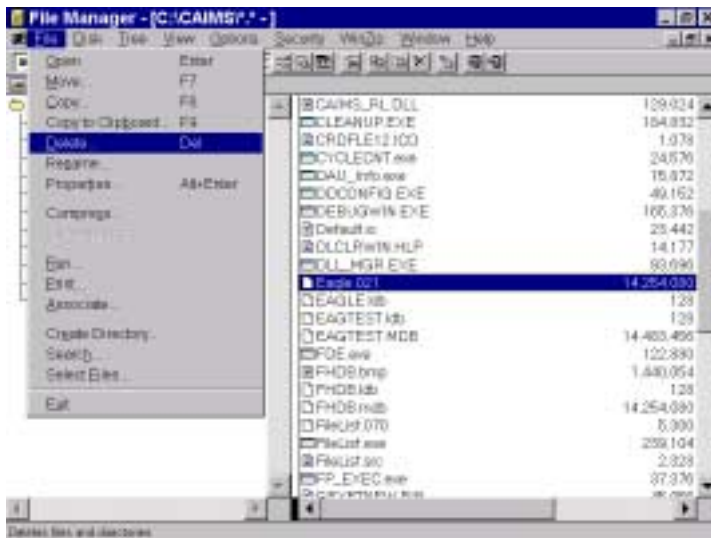 File Manager - [C:\CAIMS\*.* - ]
File Disk Tree View Options Security Window Help
Open Enter
Move... F7
Copy... F8
Copy to Clipboard... F9
Delete... Del
Rename...
Properties... Alt+Enter
Compress...
Run...
Print...
Associate...
Create Directory...
Search...
Select Files...
Exit
CAIMS_RL.DLL 129,024
CLEANUP.EXE 184,832
CRDFLE12.ICO 1,078
CYCLECNT.exe 24,576
DAU_Info.exe 15,872
DDCONFIG.EXE 49,152
DEBUGWIN.EXE 165,376
Default.ic 25,442
DLCLRWIN.HLP 14,177
DLL_MGR.EXE 93,696
Eagle.021 14,254,080
EAGLE.ldb 128
EAGTEST.ldb 128
EAGTEST.MDB 14,483,456
FDE.exe 122,880
FHDB.bmp 1,440,054
FHDB.ldb 128
FHDB.mdb 14,254,080
FileList.070 5,000
FileList.exe 259,104
FileList.src 2,828
FP_EXEC.exe 37,376
Deletes files and directories